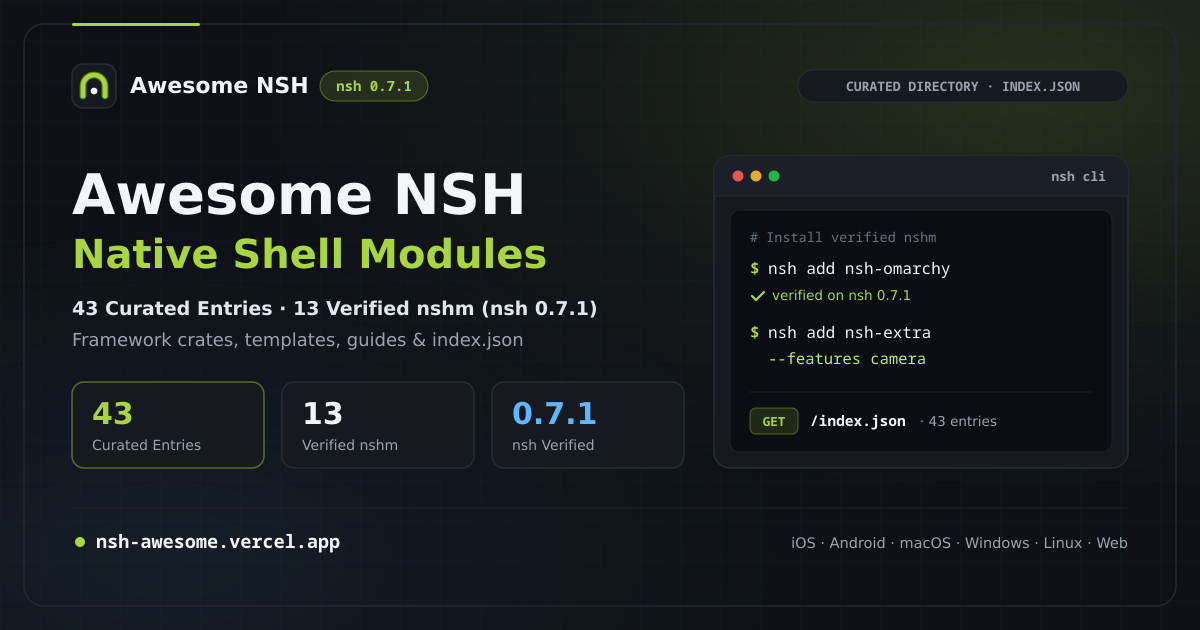 Awesome NSH
nsh 0.7.1
CURATED DIRECTORY · INDEX.JSON
Awesome NSH
Native Shell Modules
43 Curated Entries · 13 Verified nshm (nsh 0.7.1)
Framework crates, templates, guides & index.json
43
Curated Entries
13
Verified nshm
0.7.1
nsh Verified
nsh cli
# Install verified nshm
$ nsh add nsh-omarchy
✓ verified on nsh 0.7.1
$ nsh add nsh-extra
--features camera
GET /index.json · 43 entries
nsh-awesome.vercel.app
iOS · Android · macOS · Windows · Linux · Web